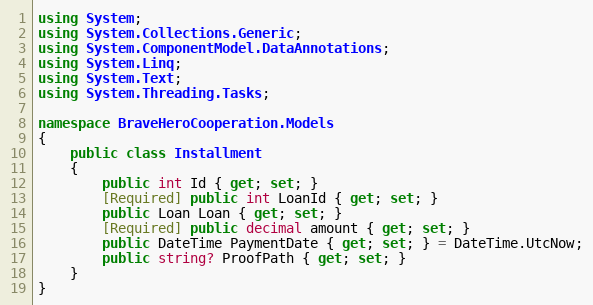 1 using System;
2 using System.Collections.Generic;
3 using System.ComponentModel.DataAnnotations;
4 using System.Linq;
5 using System.Text;
6 using System.Threading.Tasks;
7
8 namespace BraveHeroCooperation.Models
9 {
10     public class Installment
11     {
12         public int Id { get; set; }
13         [Required] public int LoanId { get; set; }
14         public Loan Loan { get; set; }
15         [Required] public decimal amount { get; set; }
16         public DateTime PaymentDate { get; set; } = DateTime.UtcNow;
17         public string? ProofPath { get; set; }
18     }
19 }